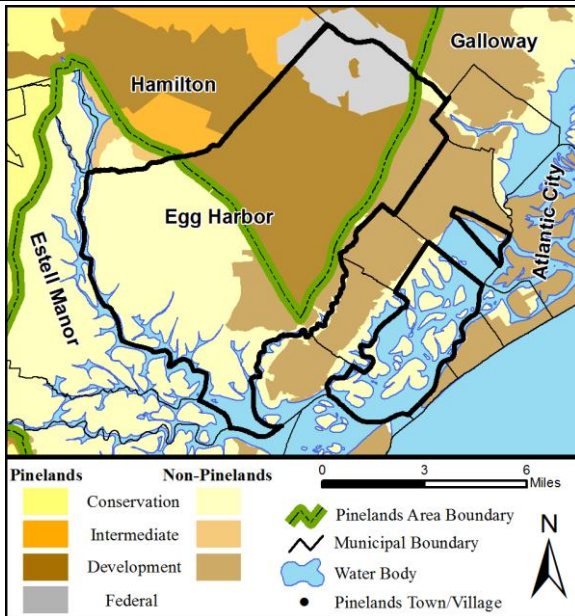 Galloway
Hamilton
Egg Harbor
Atlantic City
Estell Manor
Pinelands Non-Pinelands
Conservation
Intermediate
Development
Federal
0 3 6
Miles
Pinelands Area Boundary
Municipal Boundary
Water Body
Pinelands Town/Village
N